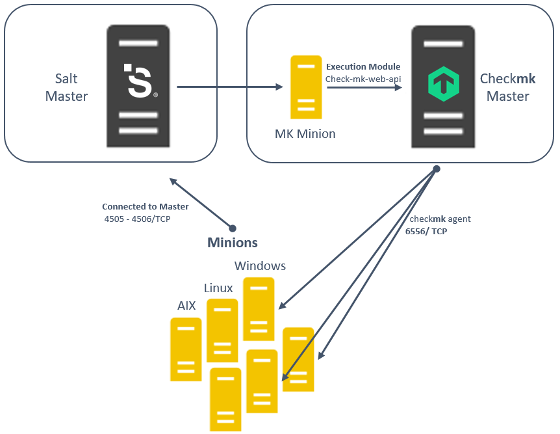 Salt
Master
S®
Execution Module
Check-mk-web-api
MK Minion
Checkmk
Master
Connected to Master
4505 - 4506/TCP
checkmk agent
6556/ TCP
Minions
Windows
Linux
AIX